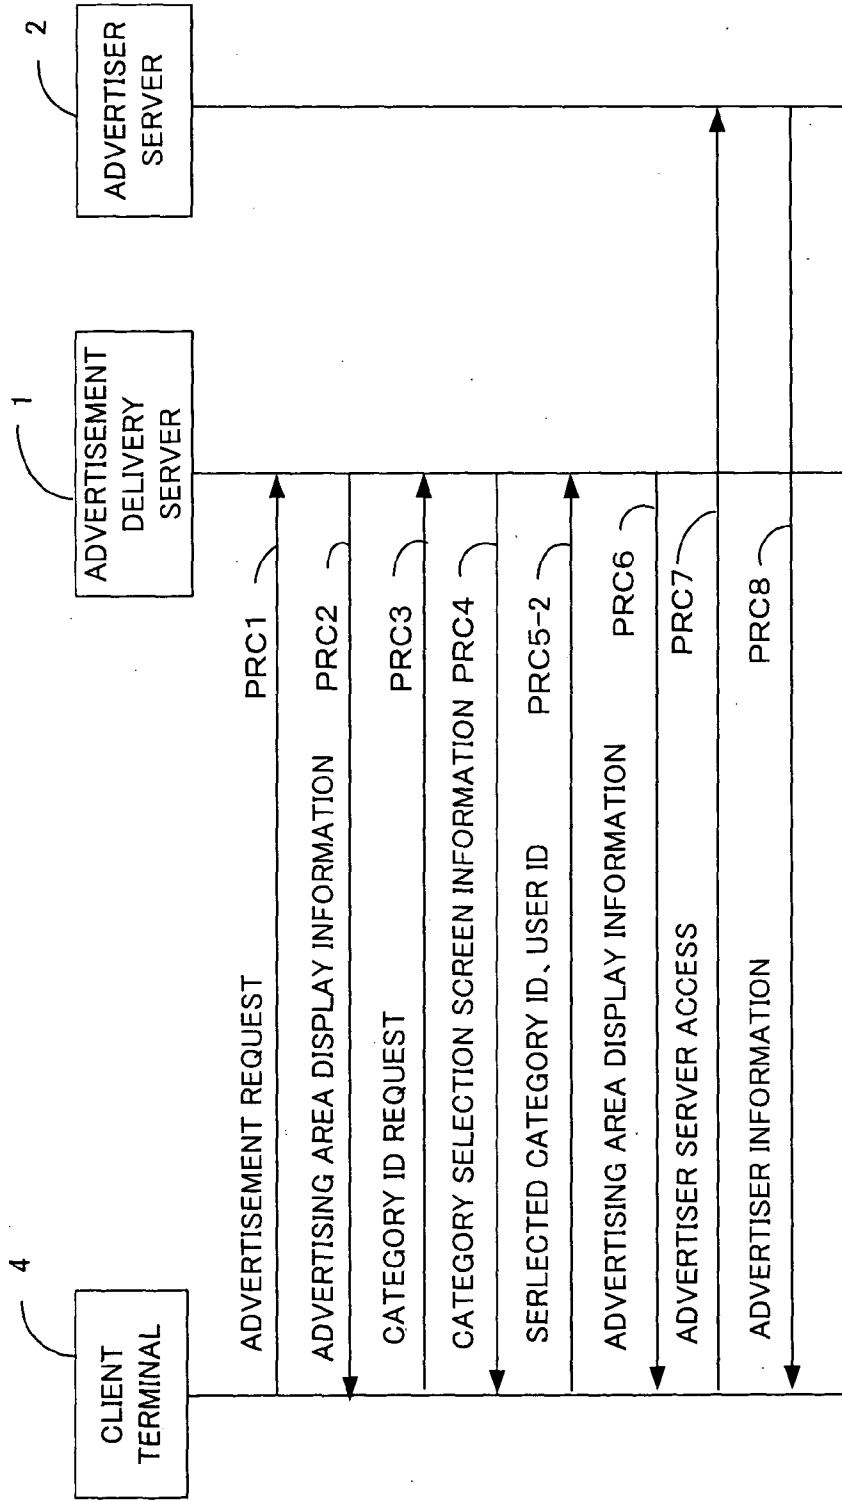 4
CLIENT
TERMINAL
1
ADVERTISEMENT
DELIVERY
SERVER
2
ADVERTISER
SERVER
ADVERTISEMENT REQUEST
PRC1
ADVERTISING AREA DISPLAY INFORMATION
PRC2
CATEGORY ID REQUEST
PRC3
CATEGORY SELECTION SCREEN INFORMATION
PRC4
SERLECTED CATEGORY ID、USER ID
PRC5-2
ADVERTISING AREA DISPLAY INFORMATION
PRC6
ADVERTISER SERVER ACCESS
PRC7
ADVERTISER INFORMATION
PRC8